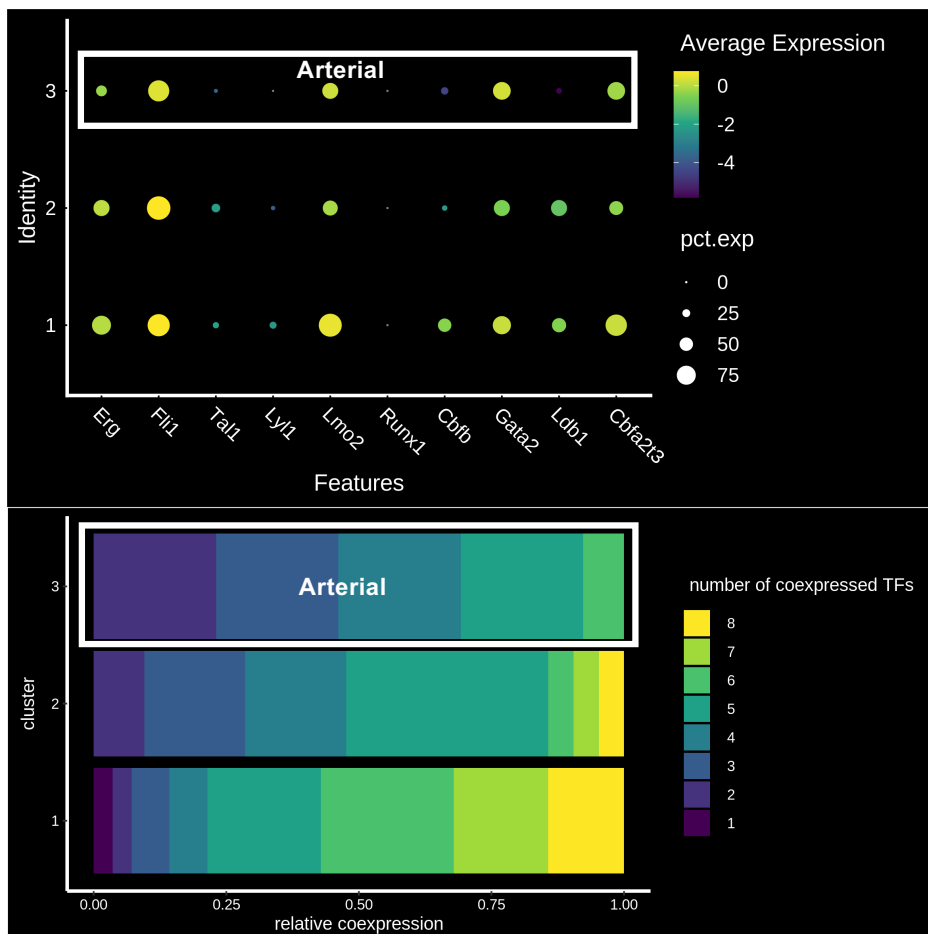 Arterial
Average Expression
0
-2
-4
pct.exp
0
25
50
75
Identity
3
2
1
Erg
Fli1
Tal1
Lyl1
Lmo2
Runx1
Cbfb
Gata2
Ldb1
Cbfa2t3
Features
Arterial
number of coexpressed TFs
8
7
6
5
4
3
2
1
cluster
3
2
1
0.00
0.25
0.50
0.75
1.00
relative coexpression